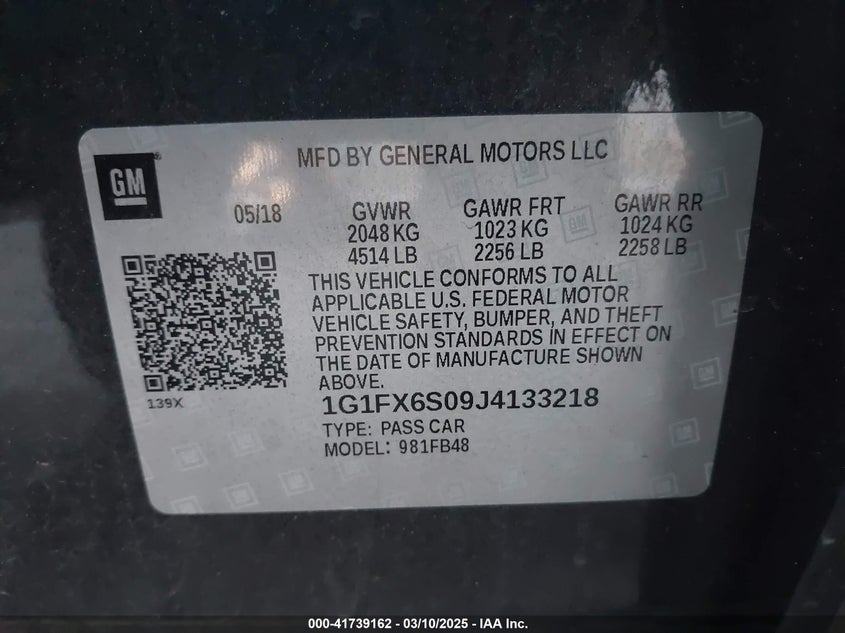 MFD BY GENERAL MOTORS LLC
GM
®
05/18 GVWR GAWR FRT GAWR RR
2048 KG 1023 KG 1024 KG
4514 LB 2256 LB 2258 LB
THIS VEHICLE CONFORMS TO ALL
APPLICABLE U.S. FEDERAL MOTOR
VEHICLE SAFETY, BUMPER, AND THEFT
PREVENTION STANDARDS IN EFFECT ON
THE DATE OF MANUFACTURE SHOWN
ABOVE.
139X
1G1FX6S09J4133218
TYPE: PASS CAR
MODEL: 981FB48
000-41739162 - 03/10/2025 - IAA Inc.